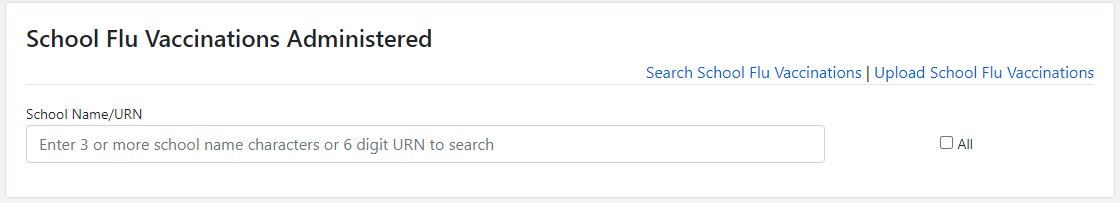 School Flu Vaccinations Administered
Search School Flu Vaccinations | Upload School Flu Vaccinations
School Name/URN
Enter 3 or more school name characters or 6 digit URN to search
All